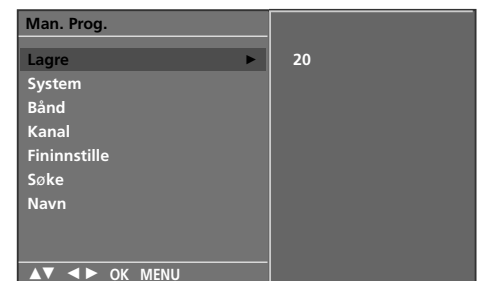 Man. Prog.
Lagre ► 20
System
Bånd
Kanal
Fininnstille
Søke
Navn
▲▼ ◄► OK MENU